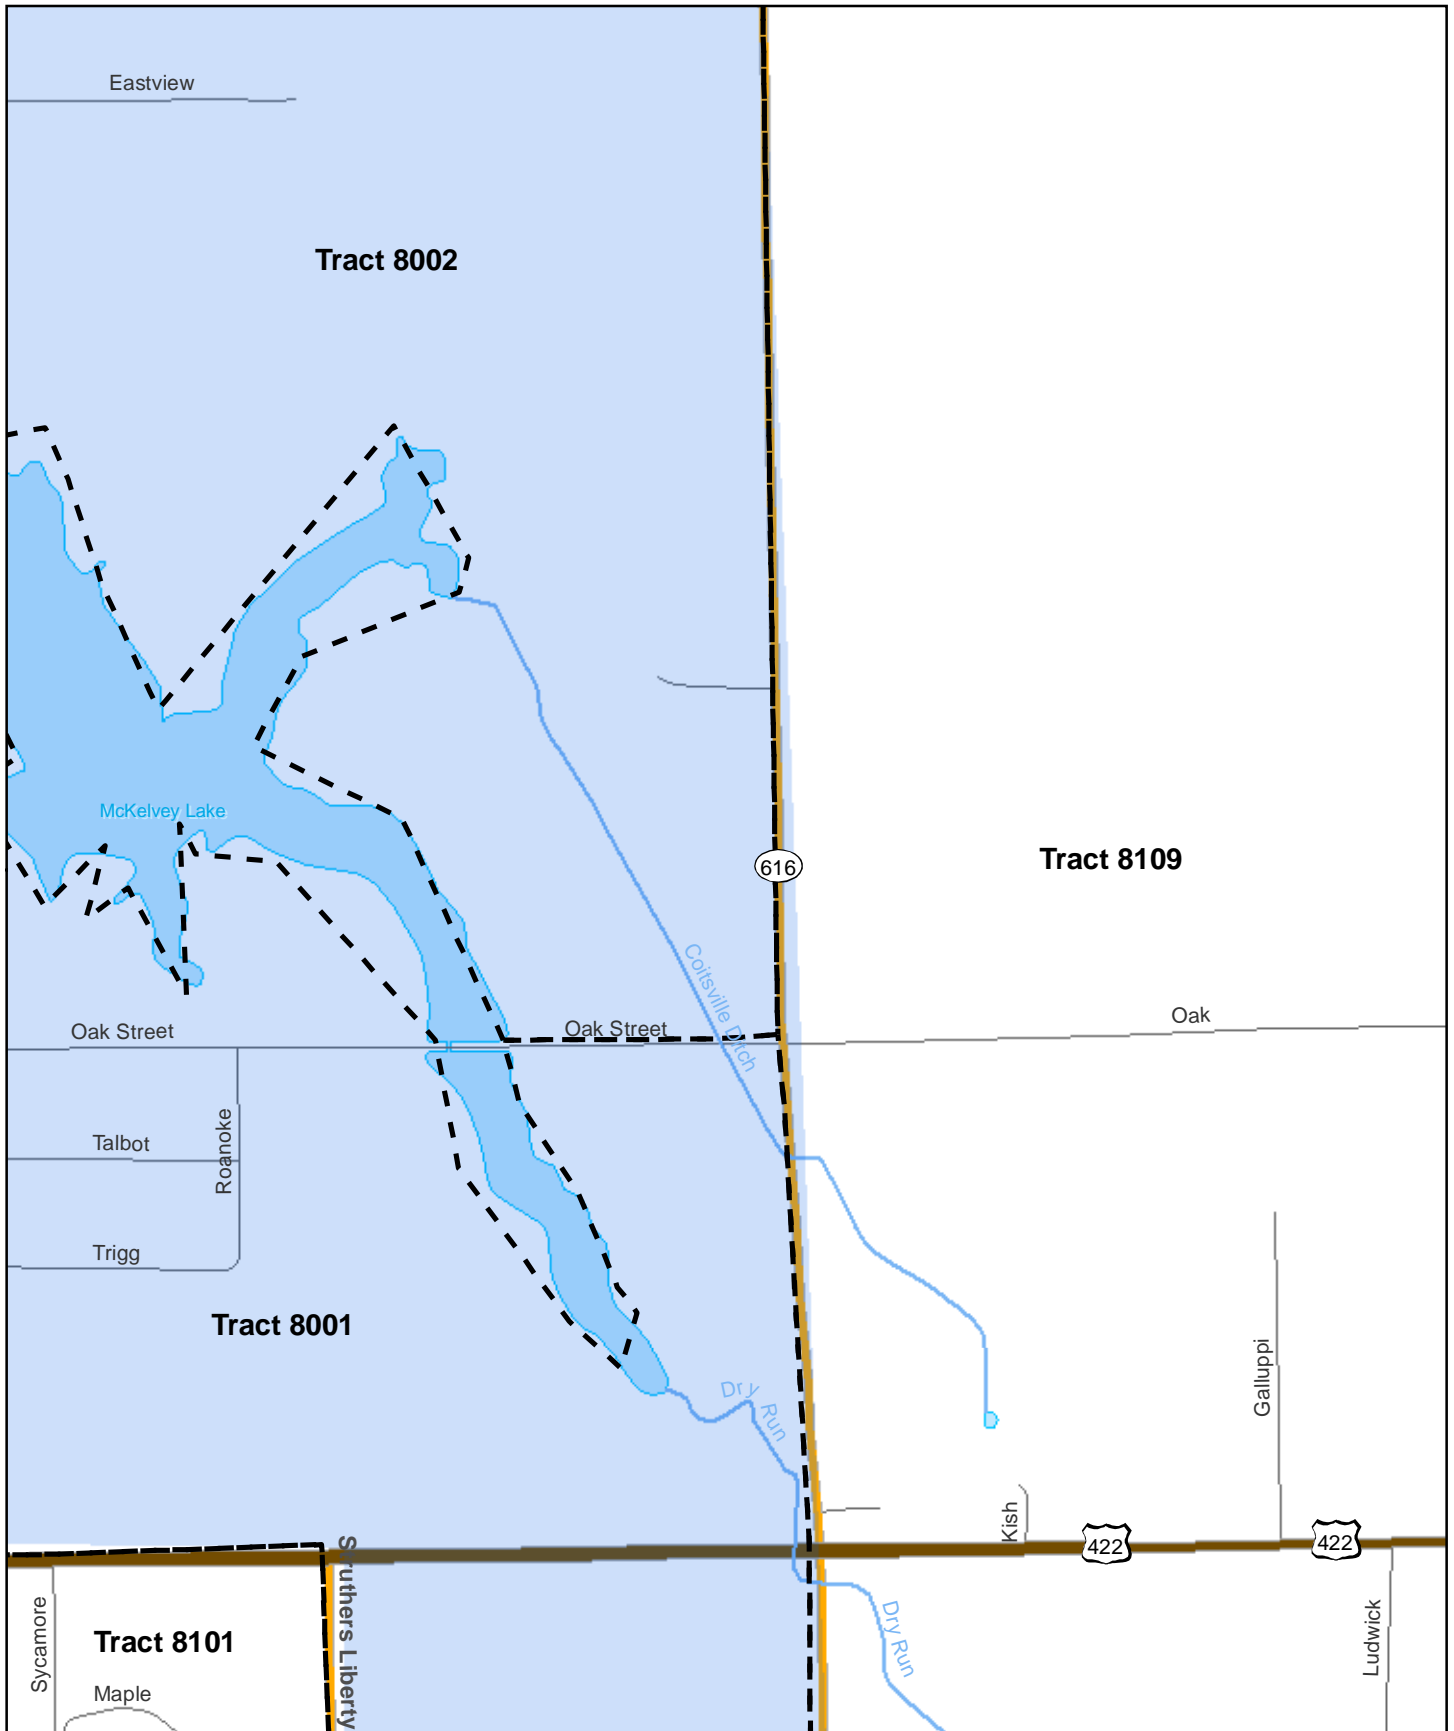 Eastview
Tract 8002
McKelvey Lake
616
Tract 8109
Coitsville Ditch
Oak Street
Oak Street
Oak
Talbot
Roanoke
Trigg
Tract 8001
Galluppi
Dry Run
Kish
422
422
Struthers Liberty
Sycamore
Tract 8101
Maple
Dry Run
Ludwick